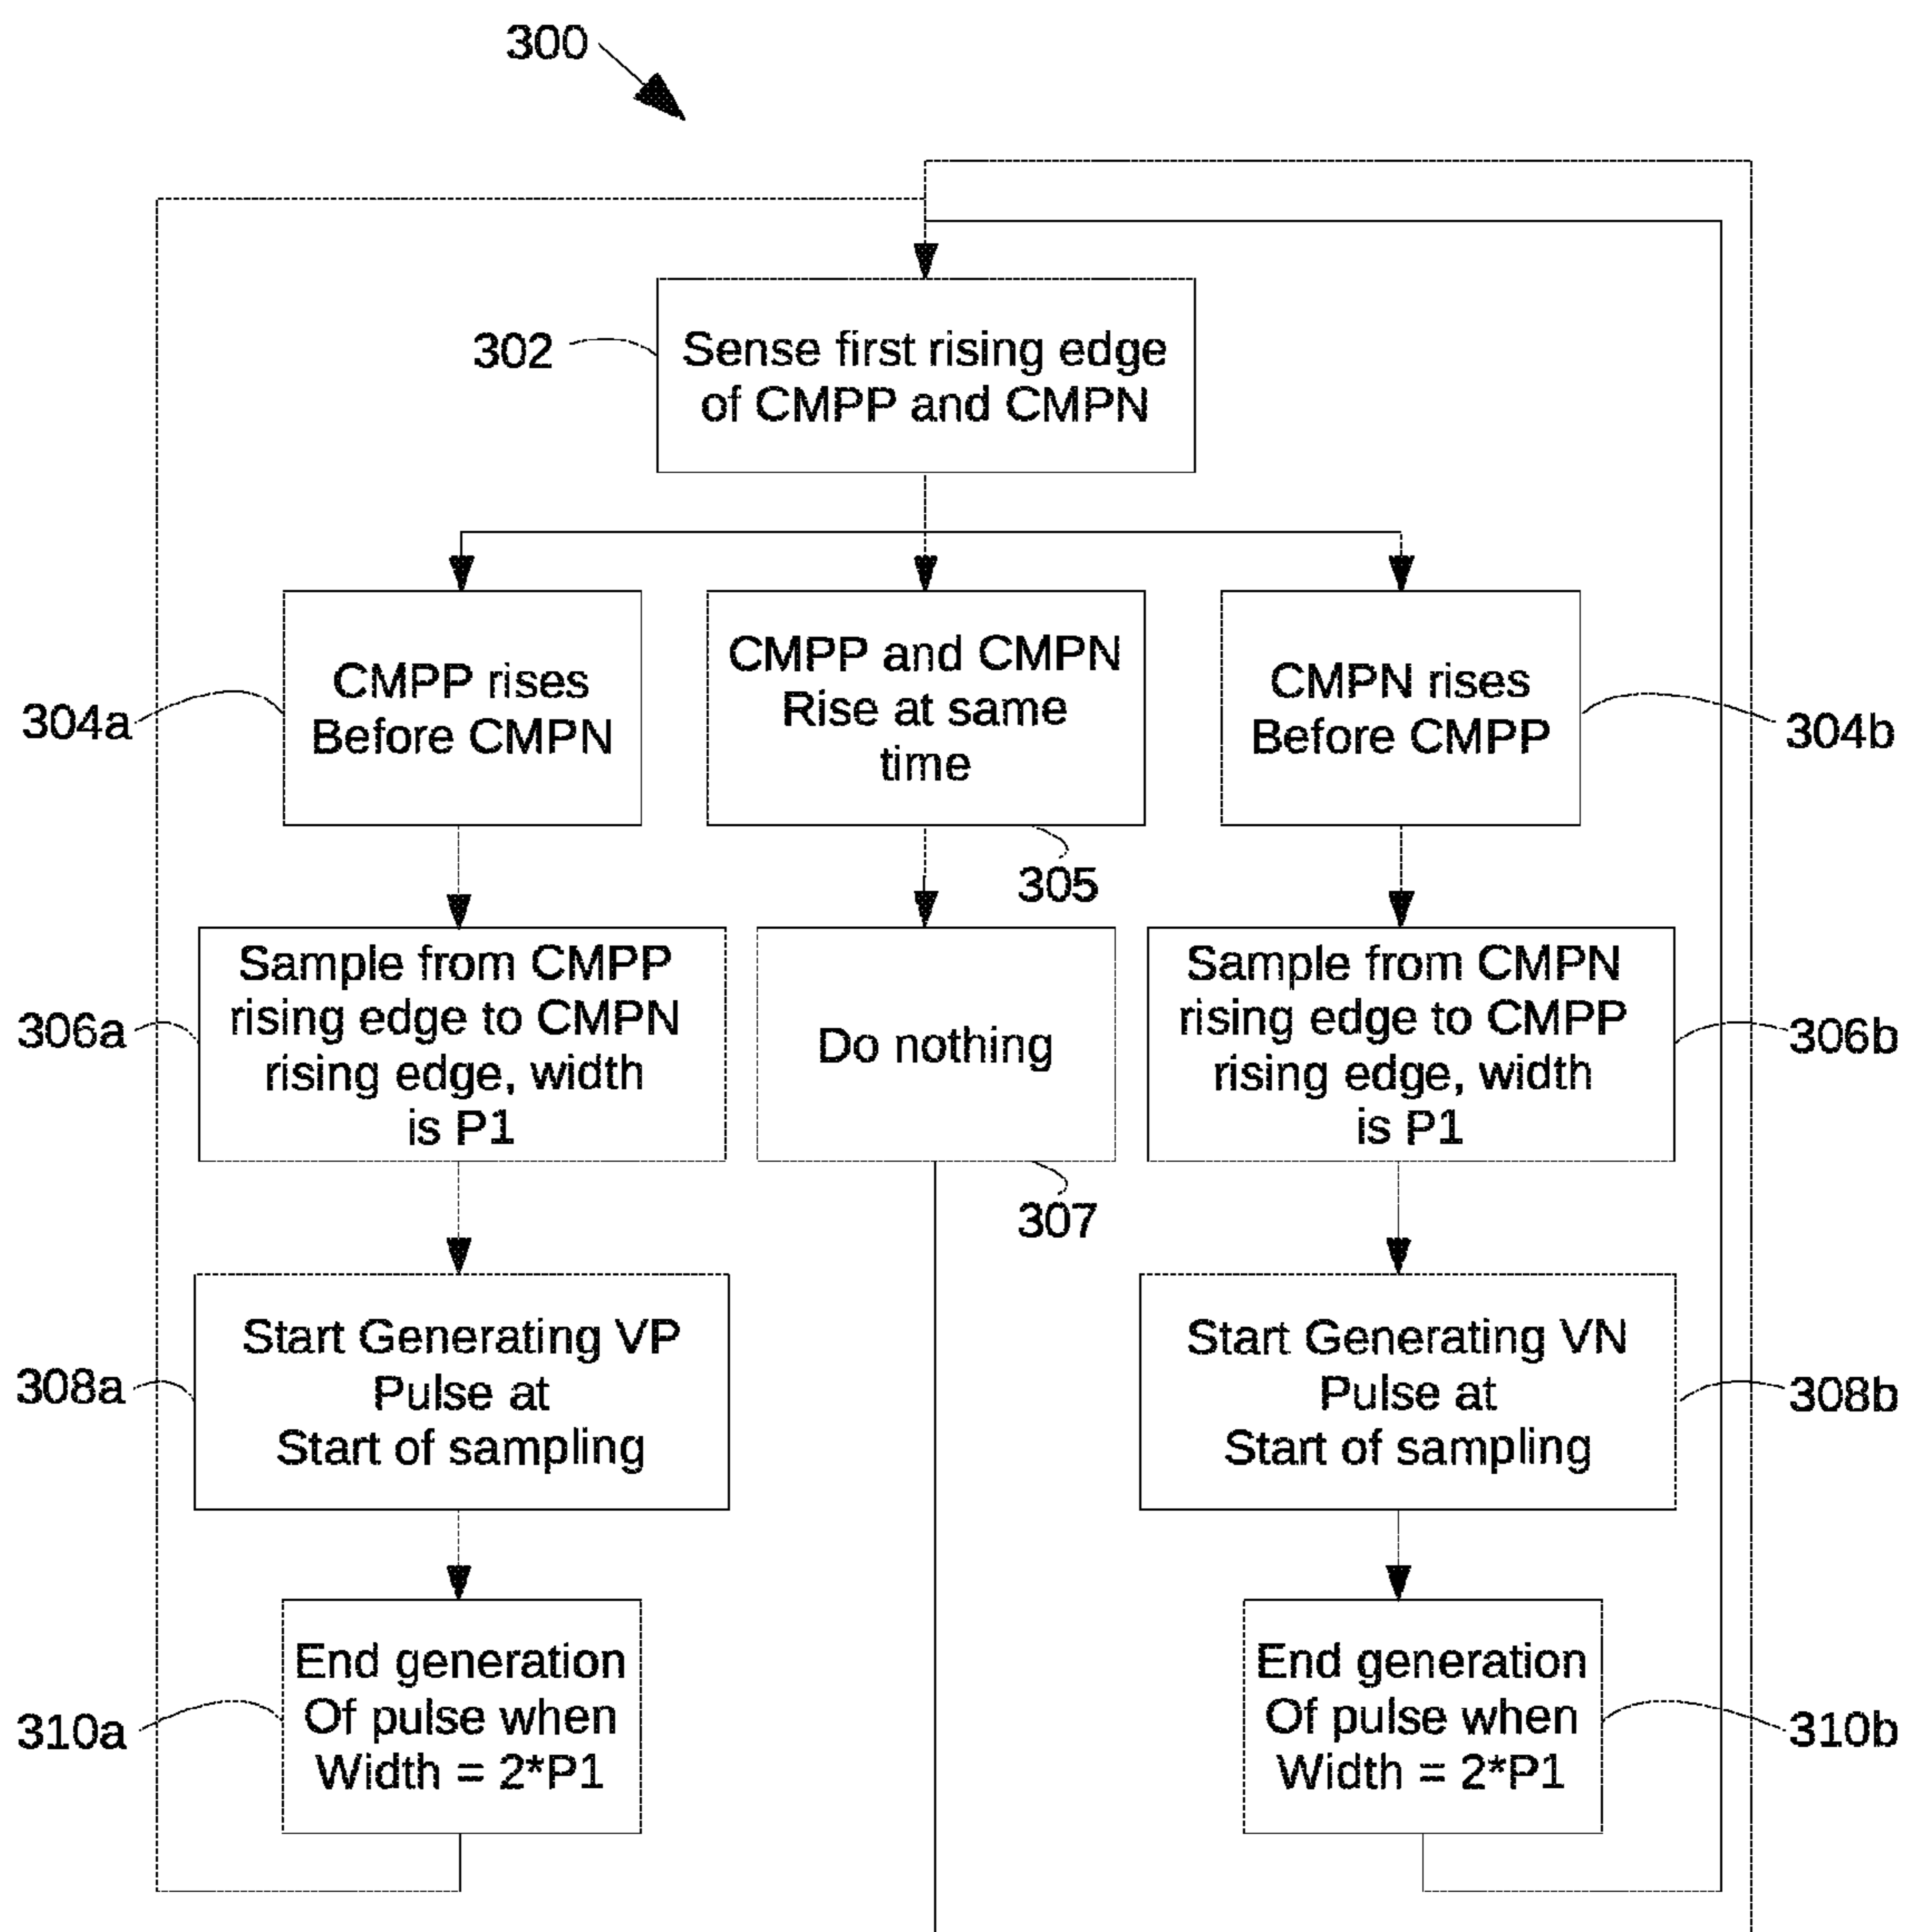 300
302
Sense first rising edge
of CMPP and CMPN
304a
CMPP rises
Before CMPN
CMPP and CMPN
Rise at same
time
305
CMPN rises
Before CMPP
304b
306a
Sample from CMPP
rising edge to CMPN
rising edge, width
is P1
Do nothing
307
Sample from CMPN
rising edge to CMPP
rising edge, width
is P1
306b
308a
Start Generating VP
Pulse at
Start of sampling
Start Generating VN
Pulse at
Start of sampling
308b
310a
End generation
Of pulse when
Width = 2*P1
End generation
Of pulse when
Width = 2*P1
310b